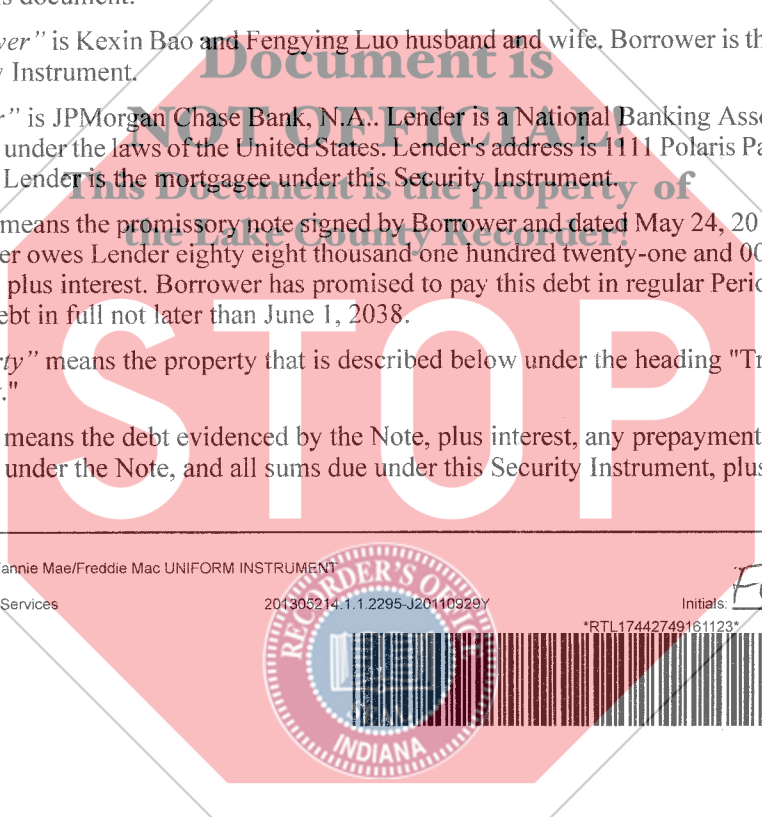 is document.
ver” is Kexin Bao and Fengying Luo husband and wife. Borrower is th
Document is
y Instrument.
r” is JPMorgan Chase Bank, N.A.. Lender is a National Banking Asso
NOT OFFICIAL!
under the laws of the United States. Lender's address is 1111 Polaris Pa
Lender is the mortgagee under this Security Instrument.
This Document is the property of
means the promissory note signed by Borrower and dated May 24, 20
the Lake County Recorder!
er owes Lender eighty eight thousand one hundred twenty-one and 00
plus interest. Borrower has promised to pay this debt in regular Perio
ebt in full not later than June 1, 2038.
rty” means the property that is described below under the heading "Tr
."
STOP
means the debt evidenced by the Note, plus interest, any prepayment
under the Note, and all sums due under this Security Instrument, plus
annie Mae/Freddie Mac UNIFORM INSTRUMENT
RECORDER'S OFFICE
Services
201305214.1.1.2295-J20110929Y
Initials:
*RTL17442749161123*
SEAL
INDIANA